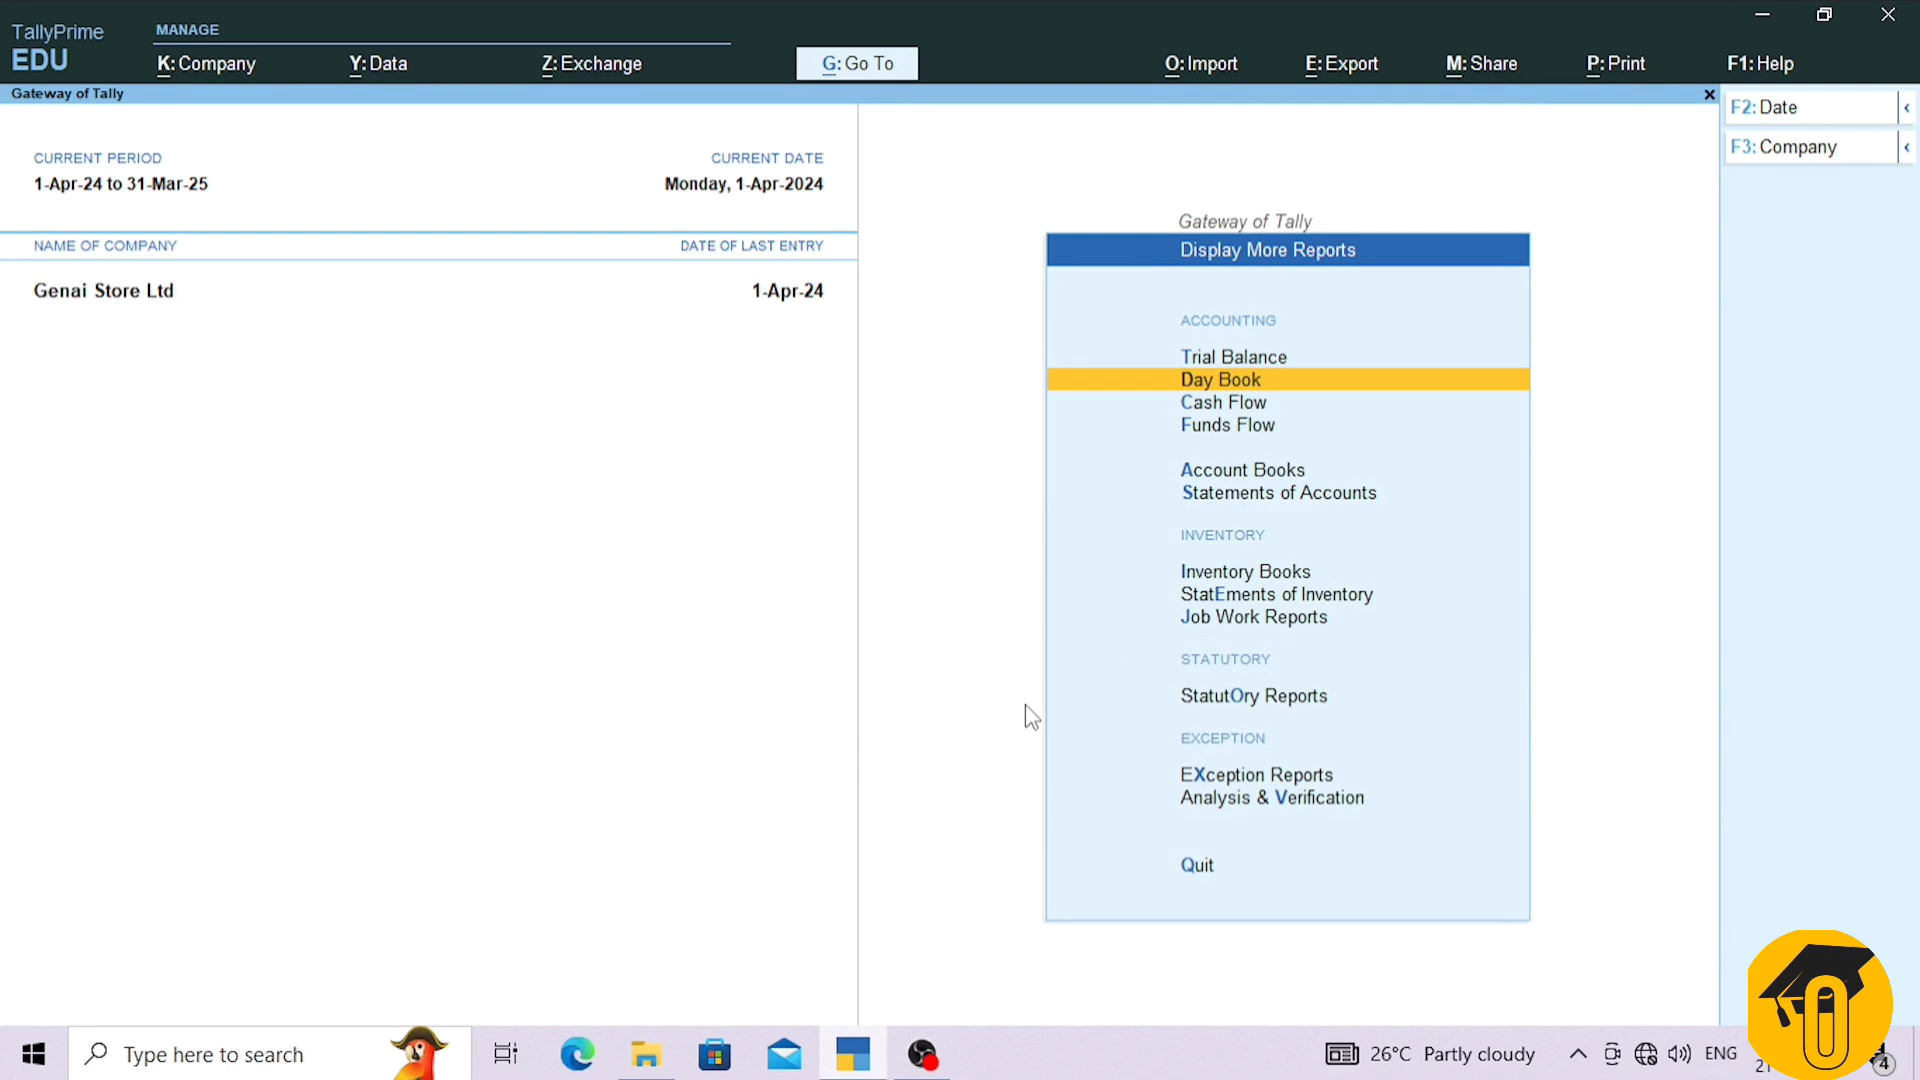 TallyPrime
EDU
MANAGE
K: Company
Y: Data
Z: Exchange
G: Go To
O: Import
E: Export
M: Share
P: Print
F1: Help
Gateway of Tally
F2: Date
F3: Company
CURRENT PERIOD
CURRENT DATE
1-Apr-24 to 31-Mar-25
Monday, 1-Apr-2024
NAME OF COMPANY
DATE OF LAST ENTRY
Genai Store Ltd
1-Apr-24
Gateway of Tally
Display More Reports
ACCOUNTING
Trial Balance
Day Book
Cash Flow
Funds Flow
Account Books
Statements of Accounts
INVENTORY
Inventory Books
StatEments of Inventory
Job Work Reports
STATUTORY
StatutOry Reports
EXCEPTION
EXception Reports
Analysis & Verification
Quit
Type here to search
26°C Partly cloudy
ENG
4